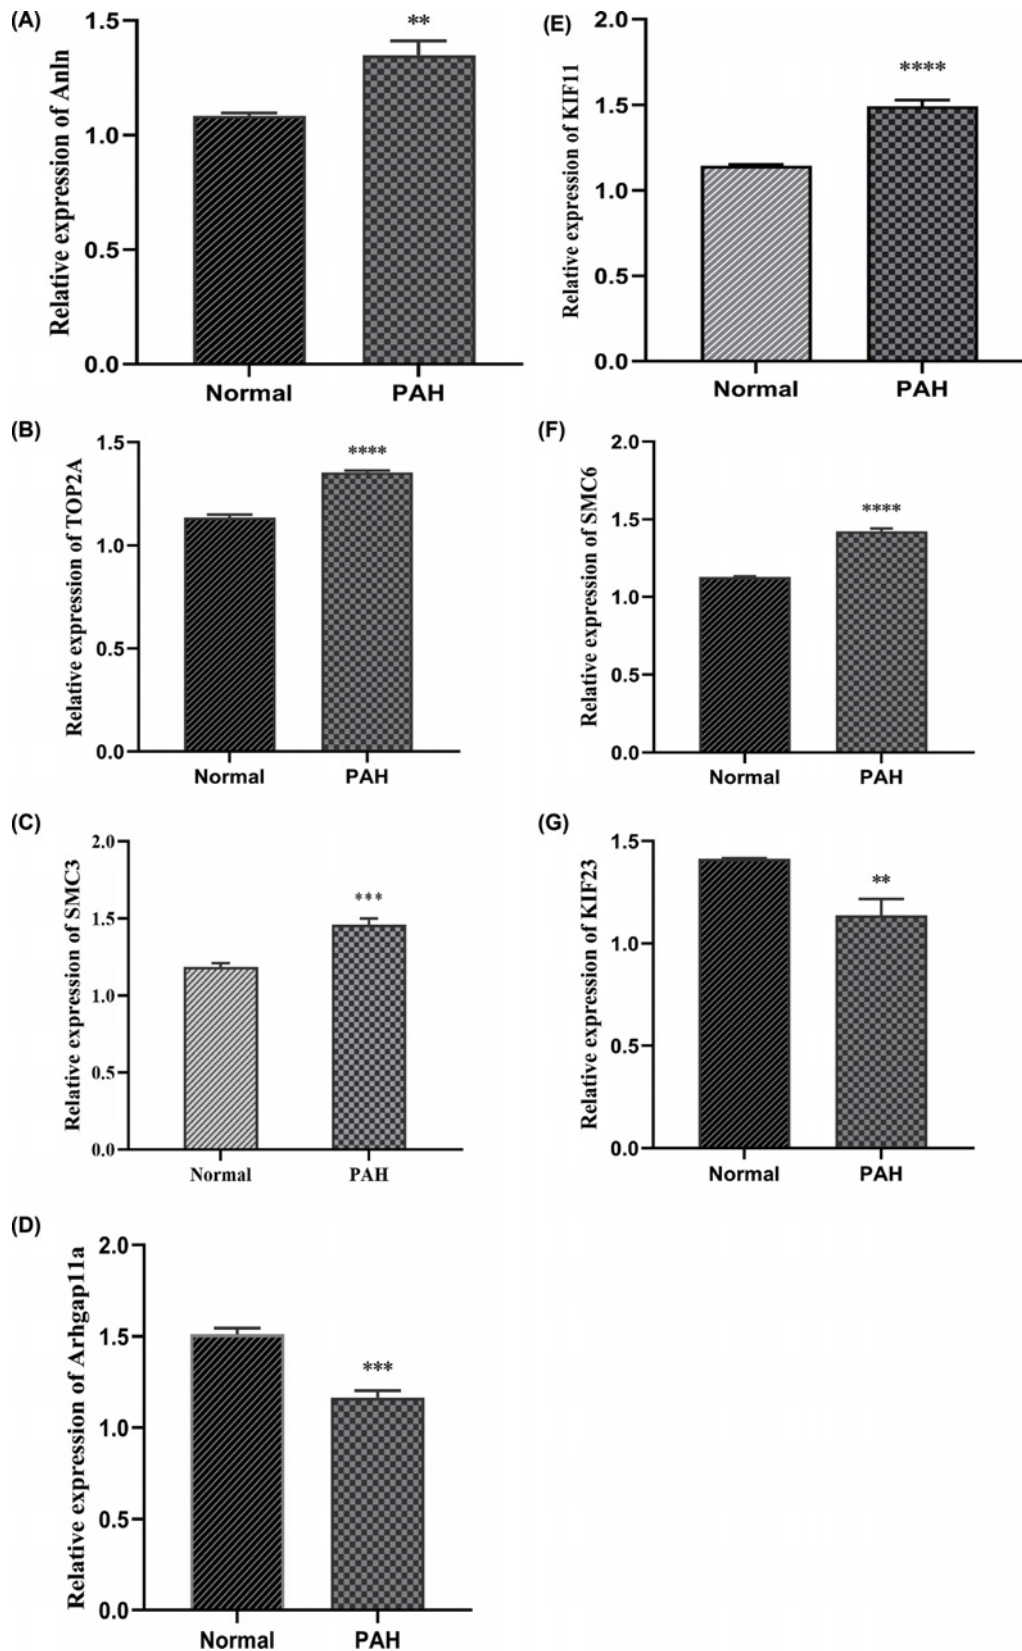 (A)
Relative expression of Anln
1.5
1.0
0.5
0.0
**
Normal PAH
(E)
Relative expression of KIF11
2.0
1.5
1.0
0.5
0.0
****
Normal PAH
(B)
Relative expression of TOP2A
1.5
1.0
0.5
0.0
****
Normal PAH
(F)
Relative expression of SMC6
2.0
1.5
1.0
0.5
0.0
****
Normal PAH
(C)
Relative expression of SMC3
2.0
1.5
1.0
0.5
0.0
***
Normal PAH
(G)
Relative expression of KIF23
1.5
1.0
0.5
0.0
**
Normal PAH
(D)
Relative expression of Arhgap11a
2.0
1.5
1.0
0.5
0.0
***
Normal PAH